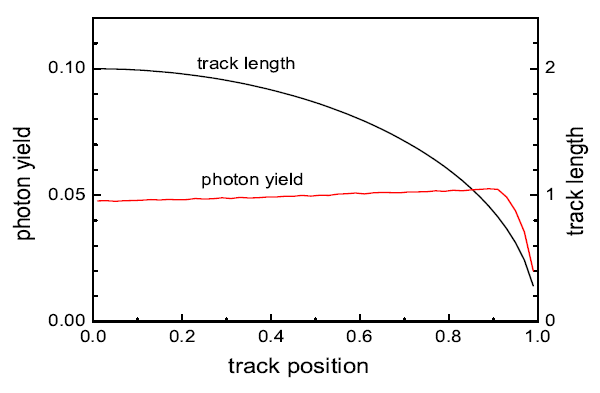 track length
0.10
2
photon yield
track length
photon yield
0.05
1
0.00
0
0.0 0.2 0.4 0.6 0.8 1.0
track position